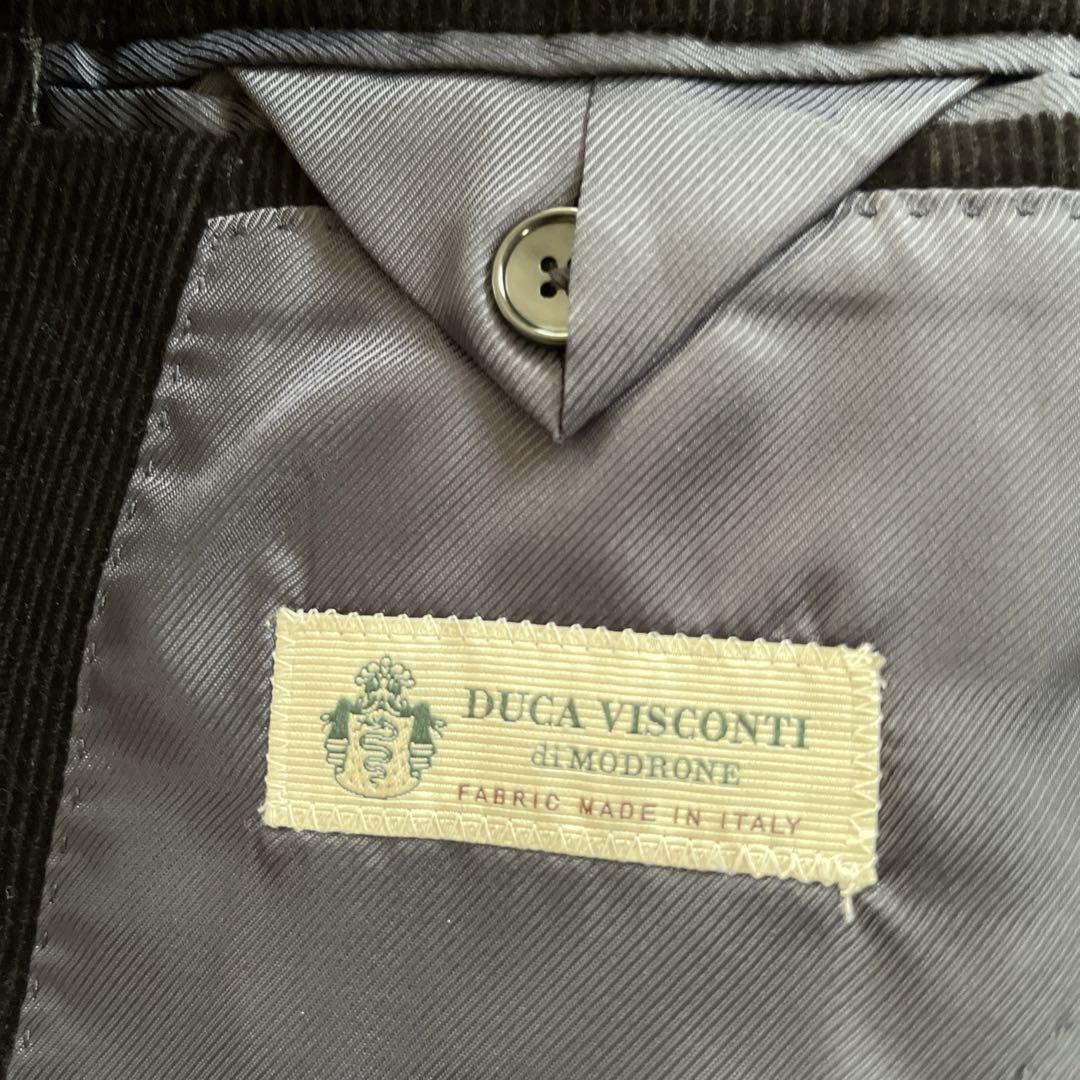 DUCA VISCONTI
di MODRONE
FABRIC MADE IN ITALY